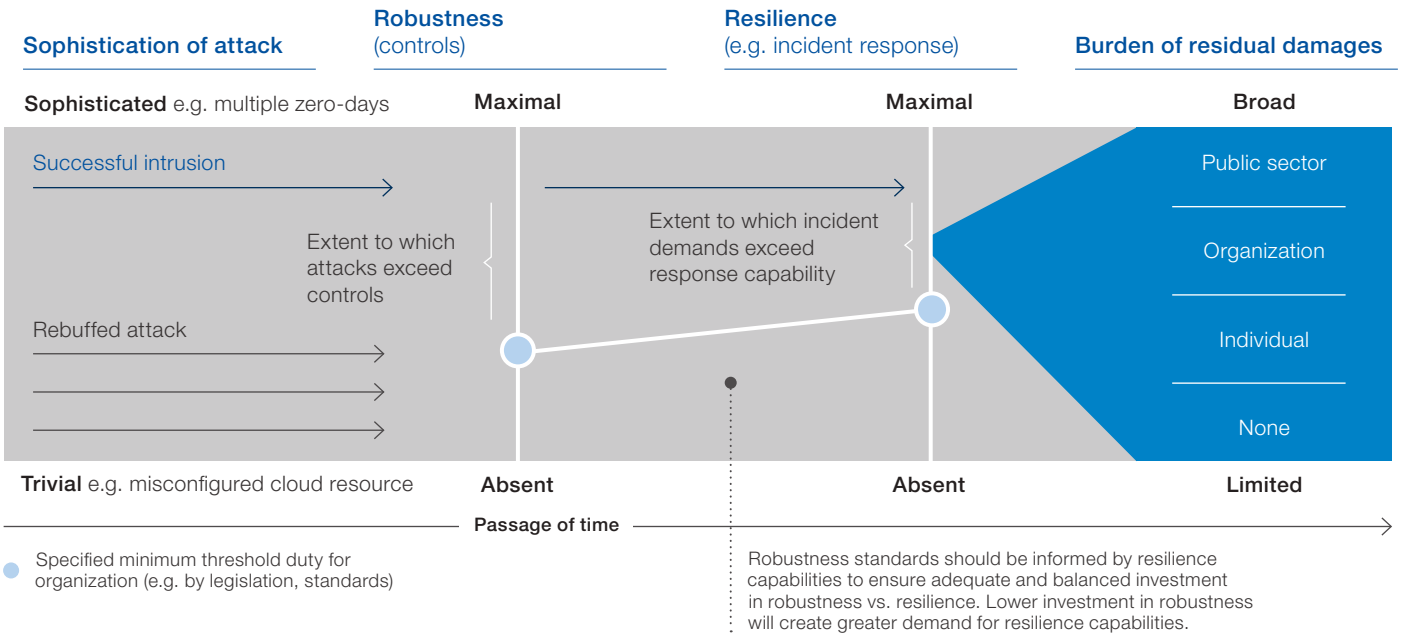 Sophistication of attack
Robustness
(controls)
Resilience
(e.g. incident response)
Burden of residual damages
Sophisticated e.g. multiple zero-days
Maximal
Maximal
Broad
Successful intrusion
Extent to which
attacks exceed
controls
Extent to which incident
demands exceed
response capability
Rebuffed attack
Public sector
Organization
Individual
None
Trivial e.g. misconfigured cloud resource
Absent
Absent
Limited
Passage of time
Specified minimum threshold duty for
organization (e.g. by legislation, standards)
Robustness standards should be informed by resilience
capabilities to ensure adequate and balanced investment
in robustness vs. resilience. Lower investment in robustness
will create greater demand for resilience capabilities.